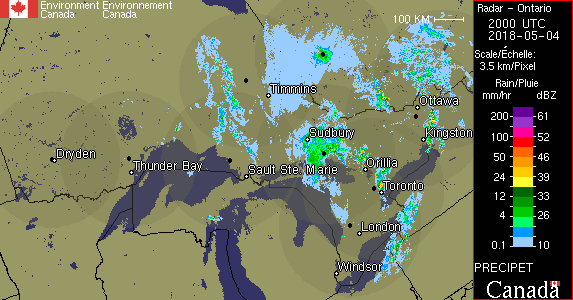 Environment Environnement
Canada Canada
100 KM
Timmins
Ottawa
Sudbury
Kingston
Dryden
Thunder Bay
Sault Ste. Marie
Orillia
Toronto
London
Windsor
Radar - Ontario
2000 UTC
2018-05-04
Scale/Échelle:
3.5 km/Pixel
Rain/Pluie
mm/hr dBZ
200 61
100 52
50 46
24 39
12 33
4 26
0.1 10
PRECIPET
Canada